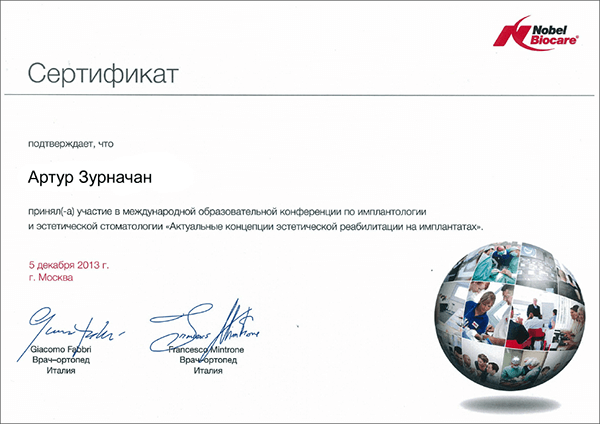 Nobel
Biocare®
Сертификат
подтверждает, что
Артур Зурначан
принял(-а) участие в международной образовательной конференции по имплантологии
и эстетической стоматологии «Актуальные концепции эстетической реабилитации на имплантатах».
5 декабря 2013 г.
г. Москва
Giacomo Fabbri
Врач–ортопед
Италия
Francesco Mintrone
Врач–ортопед
Италия